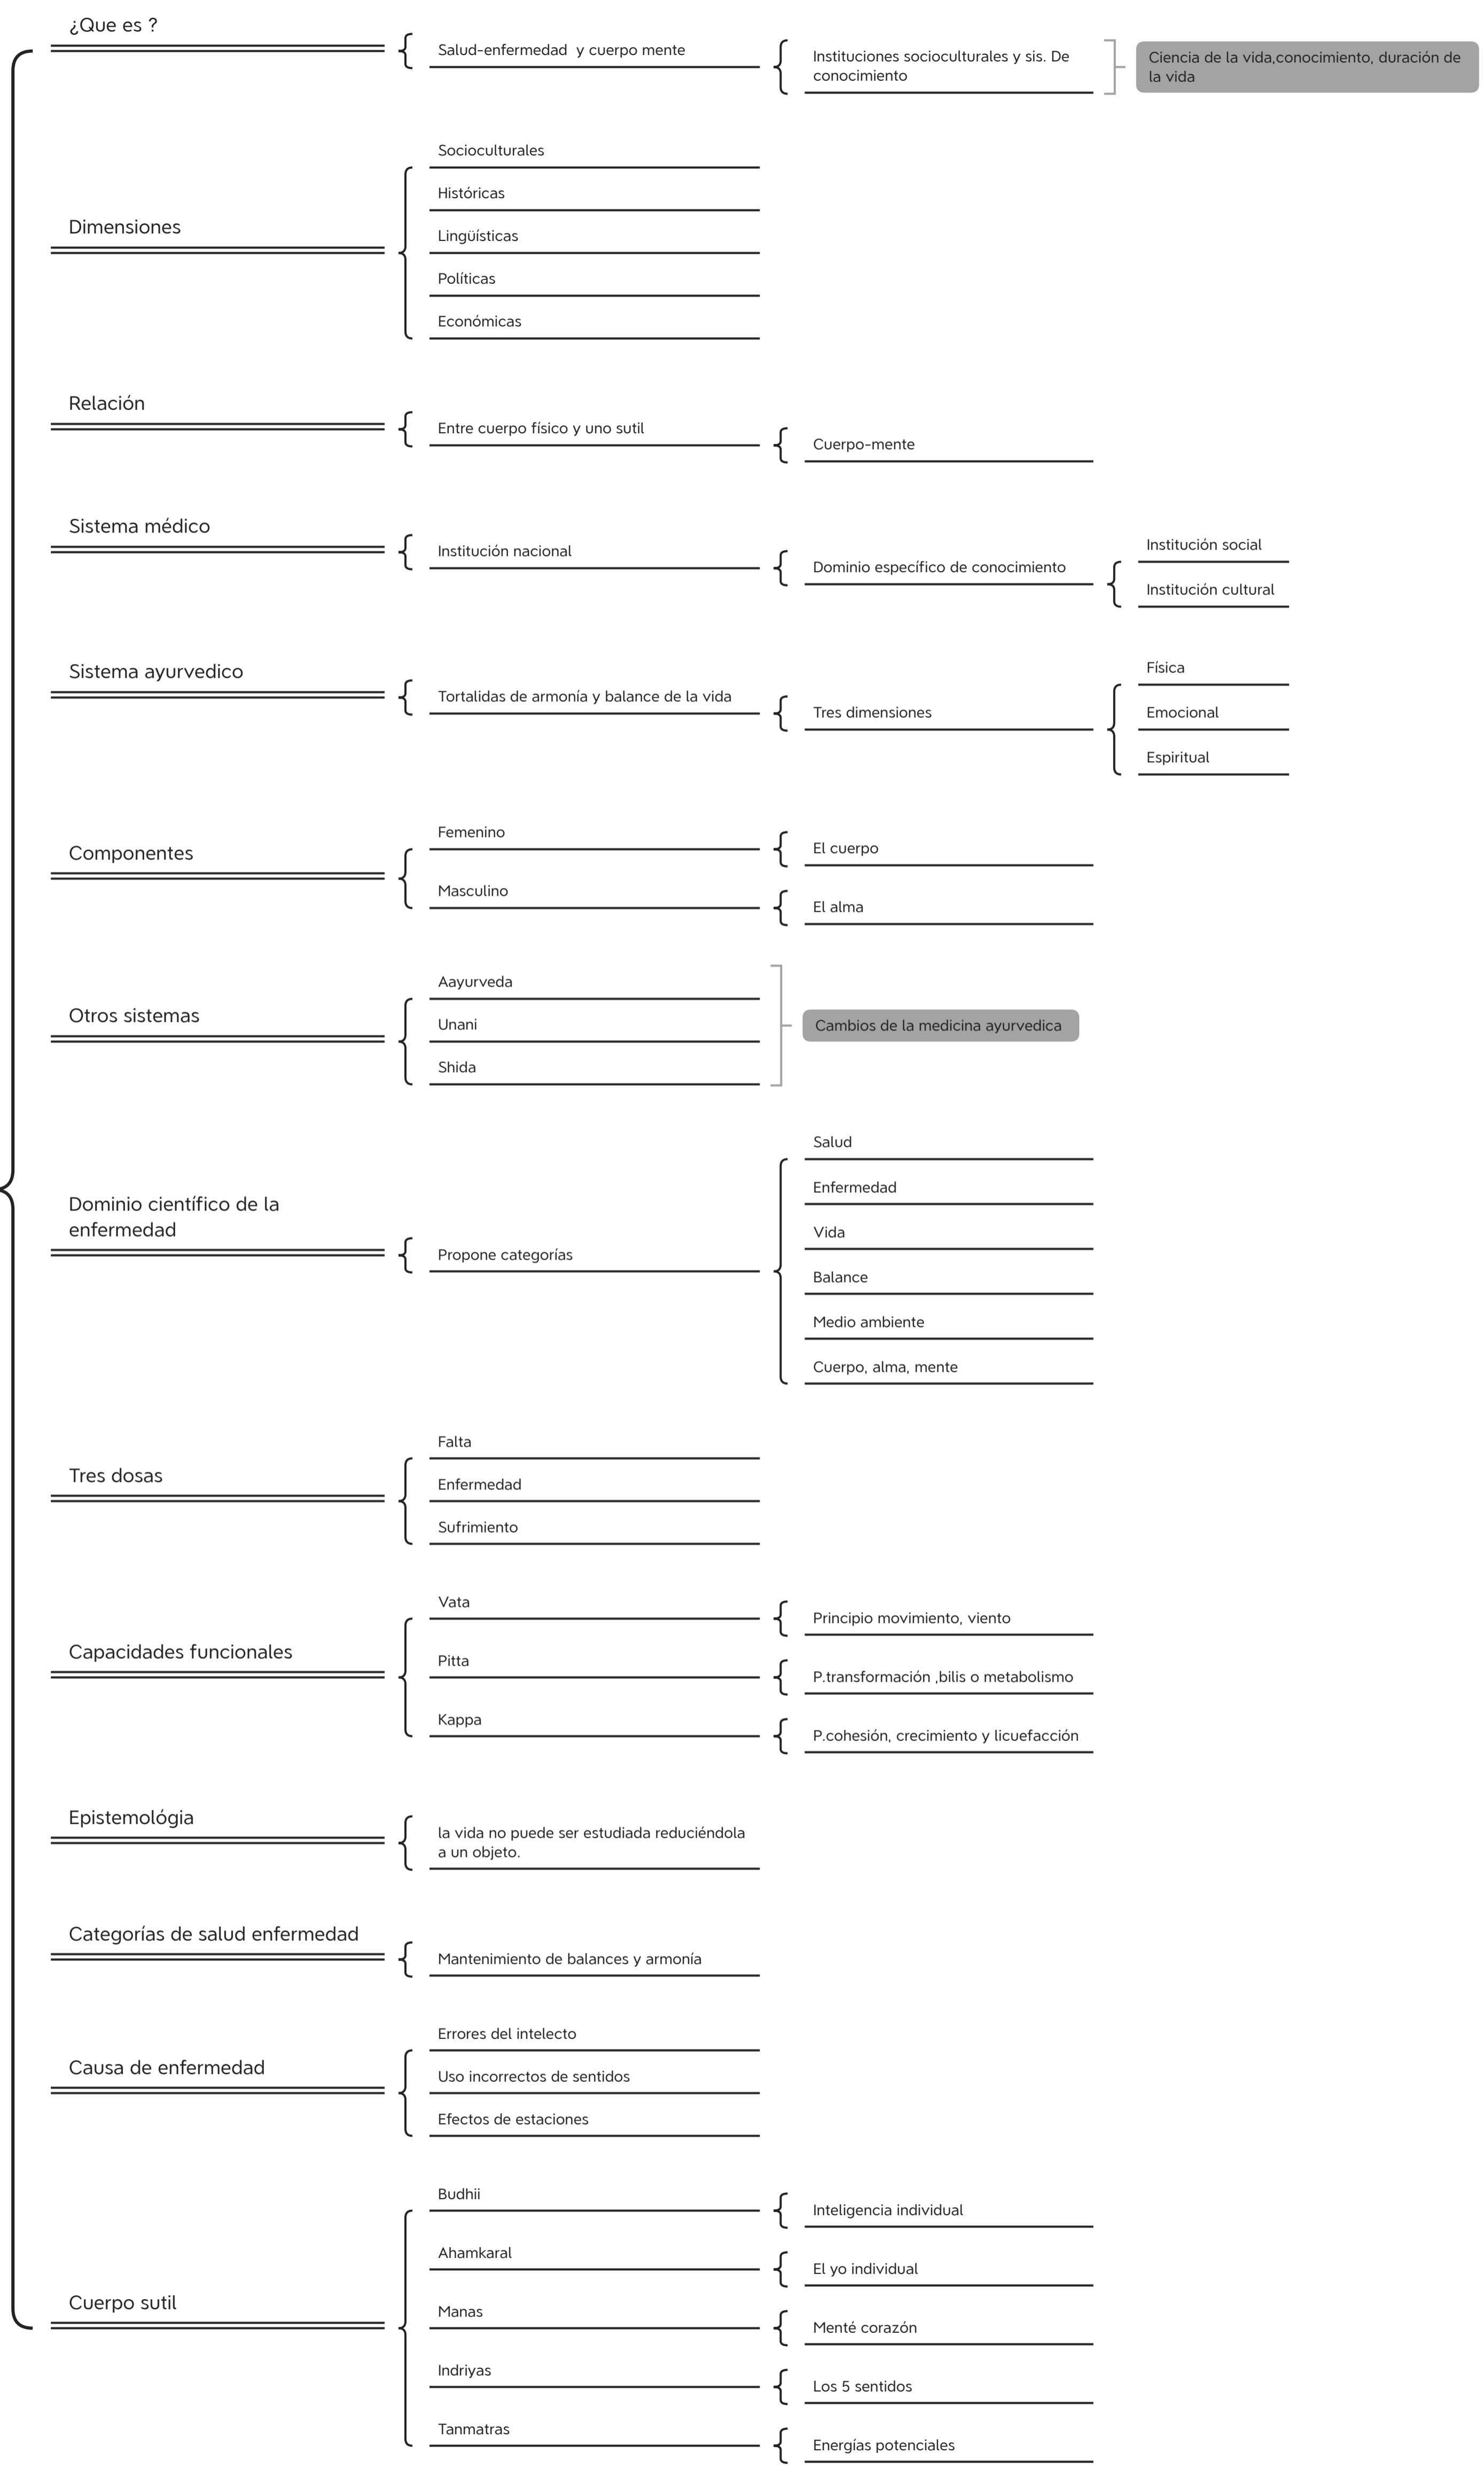 ¿Que es ?
Salud-enfermedad  y cuerpo mente
Instituciones socioculturales y sis. De
conocimiento
Ciencia de la vida,conocimiento, duración de
la vida
Dimensiones
Socioculturales
Históricas
Lingüísticas
Políticas
Económicas
Relación
Entre cuerpo físico y uno sutil
Cuerpo-mente
Sistema médico
Institución nacional
Dominio específico de conocimiento
Institución social
Institución cultural
Sistema ayurvedico
Tortalidas de armonía y balance de la vida
Tres dimensiones
Física
Emocional
Espiritual
Componentes
Femenino
El cuerpo
Masculino
El alma
Otros sistemas
Aayurveda
Unani
Shida
Cambios de la medicina ayurvedica
Dominio científico de la
enfermedad
Propone categorías
Salud
Enfermedad
Vida
Balance
Medio ambiente
Cuerpo, alma, mente
Tres dosas
Falta
Enfermedad
Sufrimiento
Capacidades funcionales
Vata
Principio movimiento, viento
Pitta
P.transformación ,bilis o metabolismo
Kappa
P.cohesión, crecimiento y licuefacción
Epistemológia
la vida no puede ser estudiada reduciéndola
a un objeto.
Categorías de salud enfermedad
Mantenimiento de balances y armonía
Causa de enfermedad
Errores del intelecto
Uso incorrectos de sentidos
Efectos de estaciones
Cuerpo sutil
Budhii
Inteligencia individual
Ahamkaral
El yo individual
Manas
Menté corazón
Indriyas
Los 5 sentidos
Tanmatras
Energías potenciales